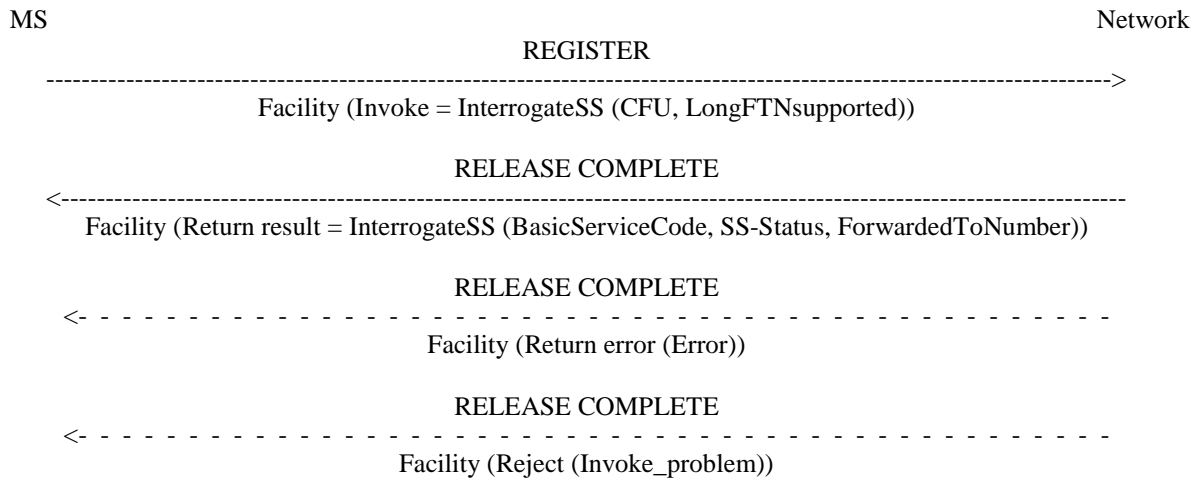 MS Network
REGISTER
------------------------------------------------------------------------------------------------------------------------>
Facility (Invoke = InterrogateSS (CFU, LongFTNsupported))
RELEASE COMPLETE
<------------------------------------------------------------------------------------------------------------------------
Facility (Return result = InterrogateSS (BasicServiceCode, SS-Status, ForwardedToNumber))
RELEASE COMPLETE
<- - - - - - - - - - - - - - - - - - - - - - - - - - - - - - - - - - - - - - - - - - - - - - -
Facility (Return error (Error))
RELEASE COMPLETE
<- - - - - - - - - - - - - - - - - - - - - - - - - - - - - - - - - - - - - - - - - - - - - - -
Facility (Reject (Invoke_problem))